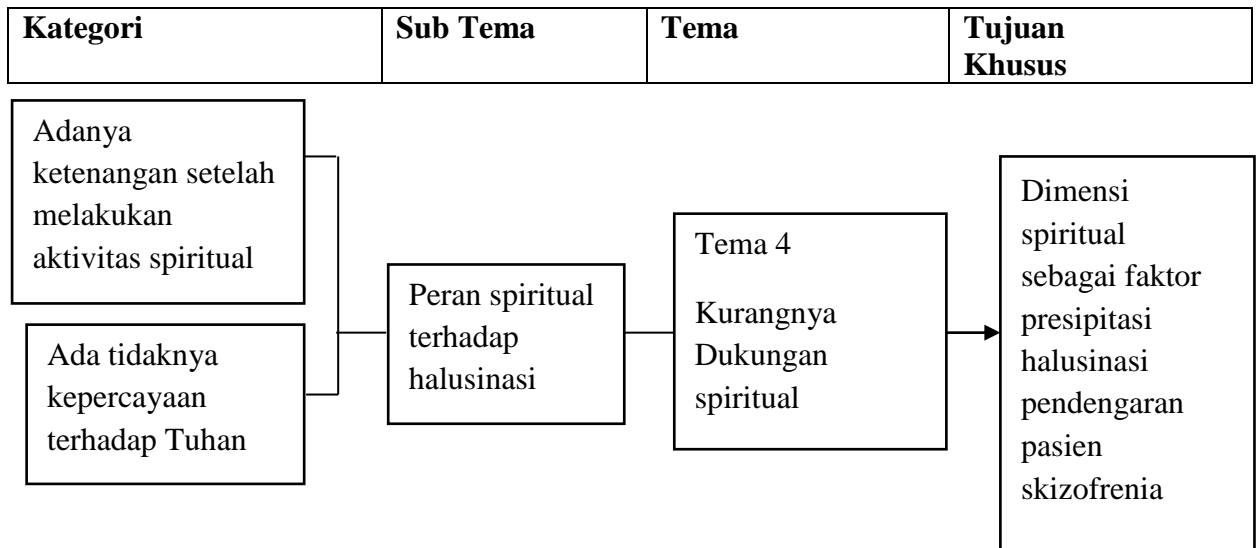 Kategori
Sub Tema
Tema
Tujuan
Khusus
Adanya
ketenangan setelah
melakukan
aktivitas spiritual
Ada tidaknya
kepercayaan
terhadap Tuhan
Peran spiritual
terhadap
halusinasi
Tema 4
Kurangnya
Dukungan
spiritual
Dimensi
spiritual
sebagai faktor
presipitasi
halusinasi
pendengaran
pasien
skizofrenia